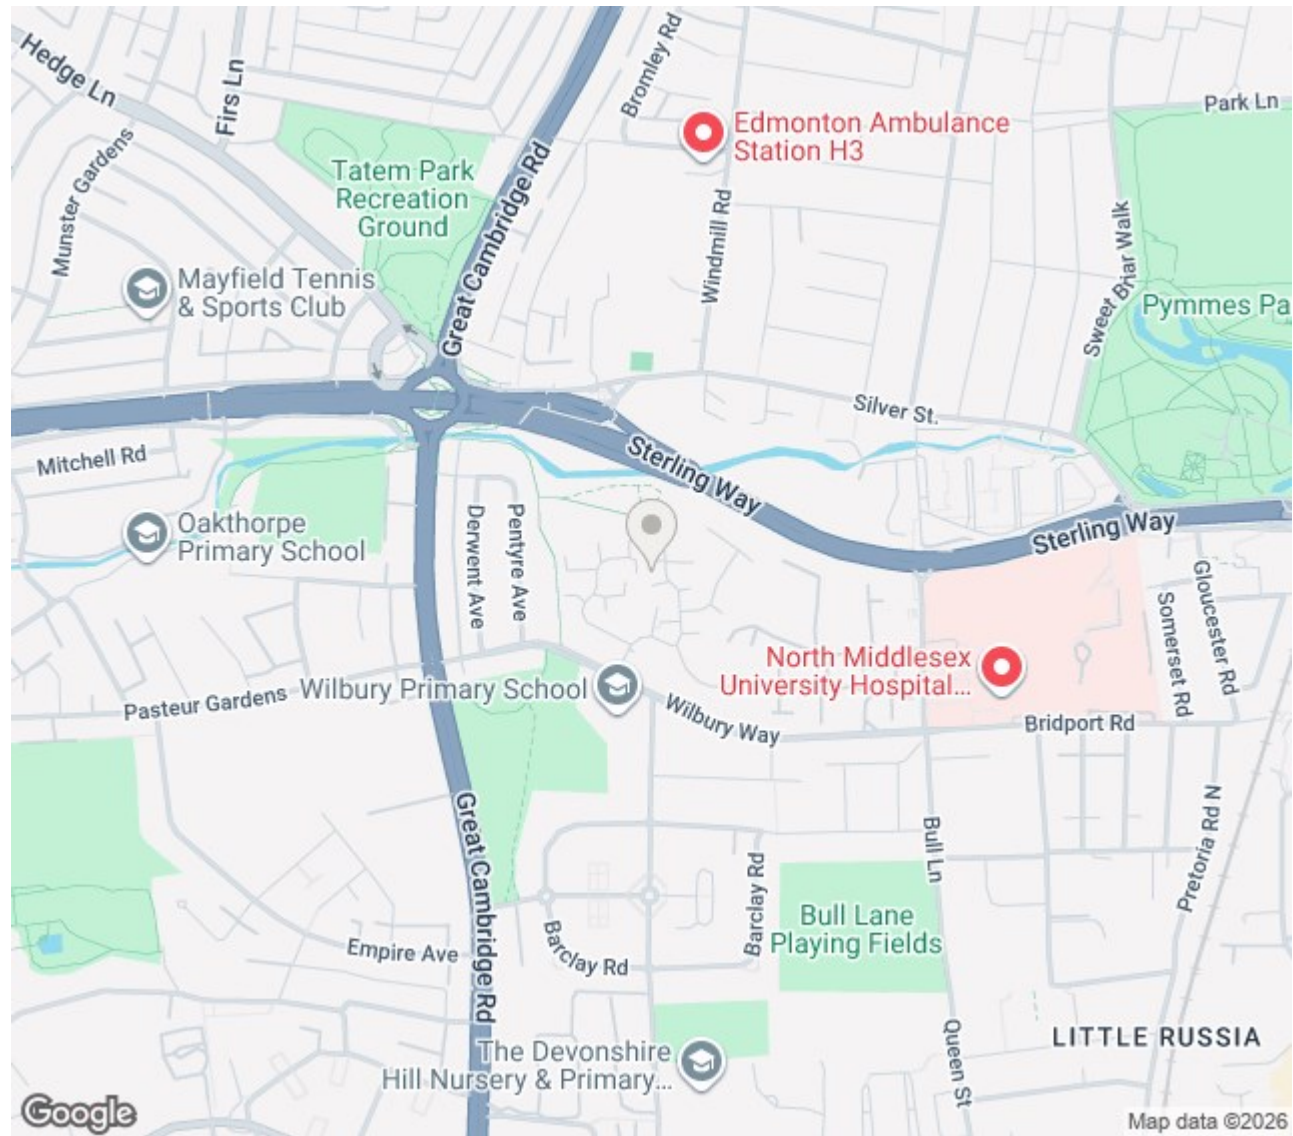 Hedge Ln
Firs Ln
Bromley Rd
Park Ln
Edmonton Ambulance
Station H3
Munster Gardens
Tatem Park
Recreation
Ground
Great Cambridge Rd
Windmill Rd
Sweet Briar Walk
Mayfield Tennis
& Sports Club
Pymmes Pa
Silver St.
Mitchell Rd
Sterling Way
Oakthorpe
Primary School
Derwent Ave
Pentyre Ave
Sterling Way
Gloucester Rd
Somerset Rd
North Middlesex
University Hospital...
Wilbury Primary School
Pasteur Gardens
Wilbury Way
Bridport Rd
Great Cambridge Rd
Bull Ln
Pretoria Rd N
Barclay Rd
Bull Lane
Playing Fields
Empire Ave
Barclay Rd
LITTLE RUSSIA
Queen St
The Devonshire
Hill Nursery & Primary...
Google
Map data ©2026